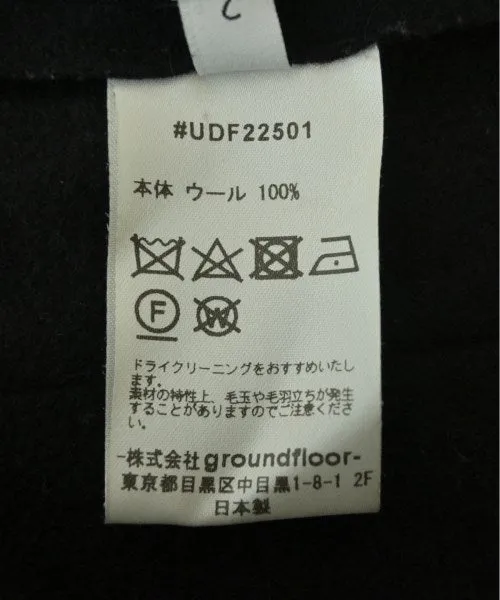 2
#UDF22501
本体 ウール 100%
F
W
ドライクリーニングをおすすめいたし
ます。
素材の特性上、毛玉や毛羽立ちが発生
することがありますのでご注意くださ
い。
-株式会社groundfloor-
東京都目黒区中目黒1-8-1 2F
日本製